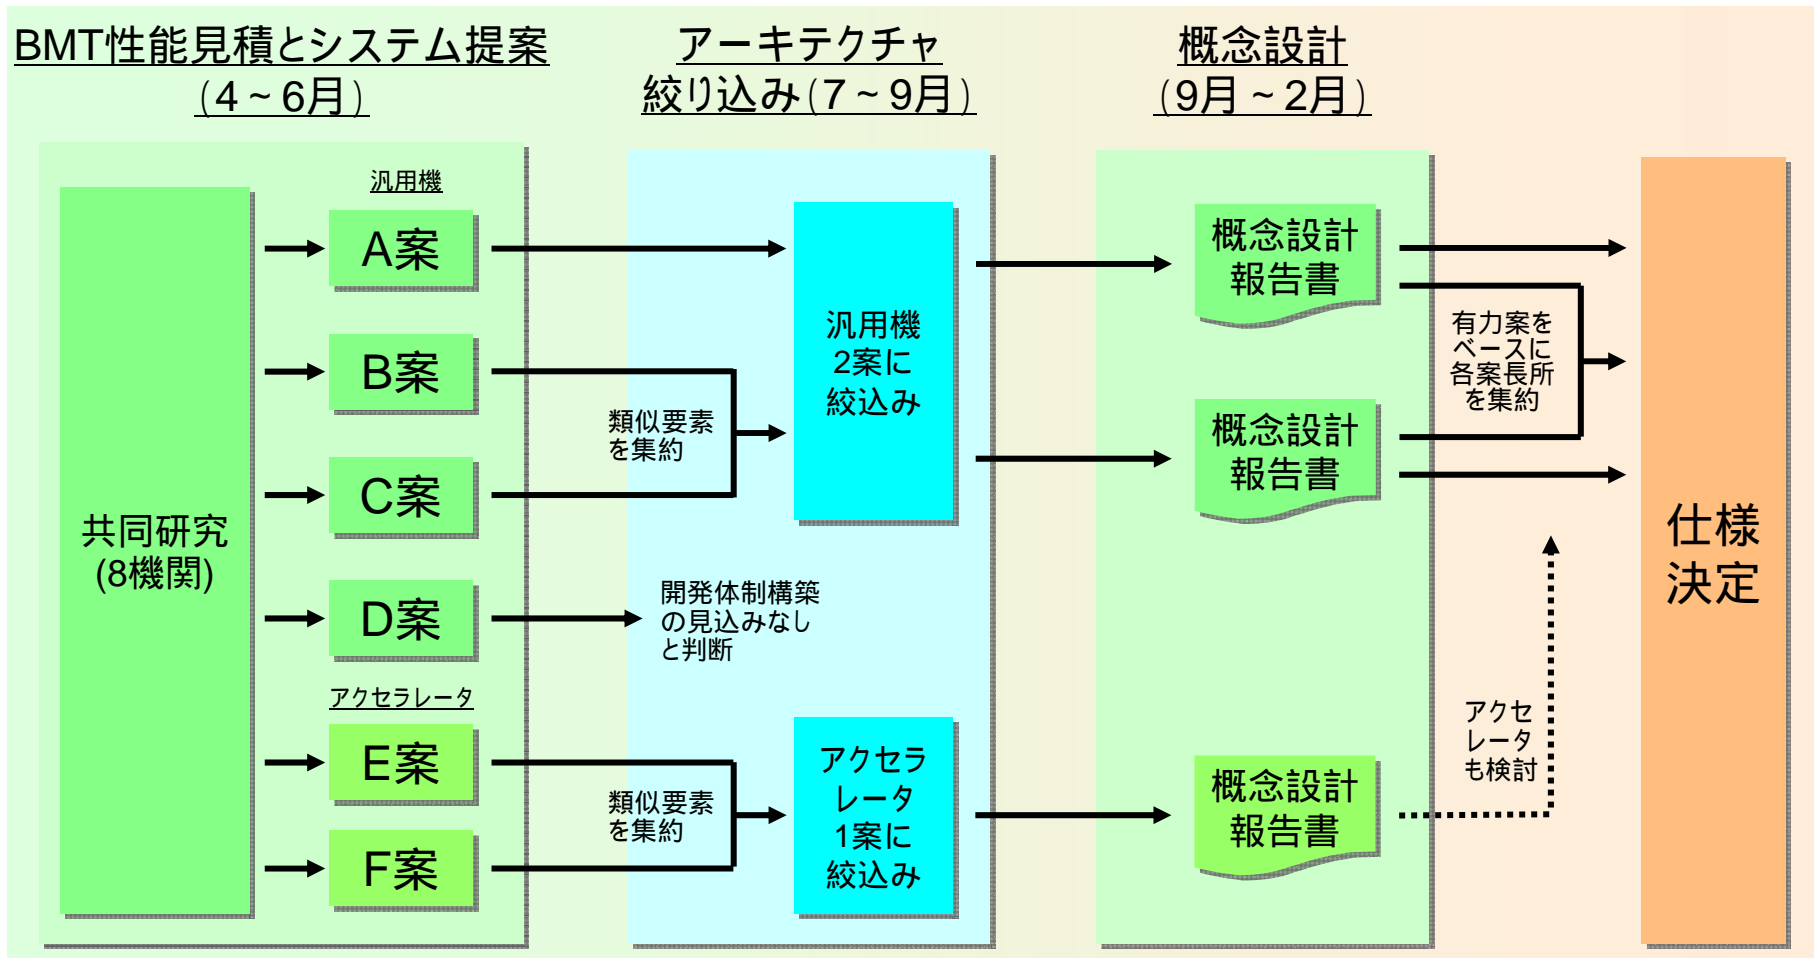 BMT性能見積とシステム提案
(4~6月)
アーキテクチャ
絞り込み(7~9月)
概念設計
(9月~2月)
共同研究
(8機関)
汎用機
A案
B案
C案
D案
アクセラレータ
E案
F案
類似要素
を集約
開発体制構築
の見込みなし
と判断
類似要素
を集約
汎用機
2案に
絞込み
アクセラ
レータ
1案に
絞込み
概念設計
報告書
概念設計
報告書
概念設計
報告書
有力案を
ベースに
各案長所
を集約
アクセ
レータ
も検討
仕様
決定